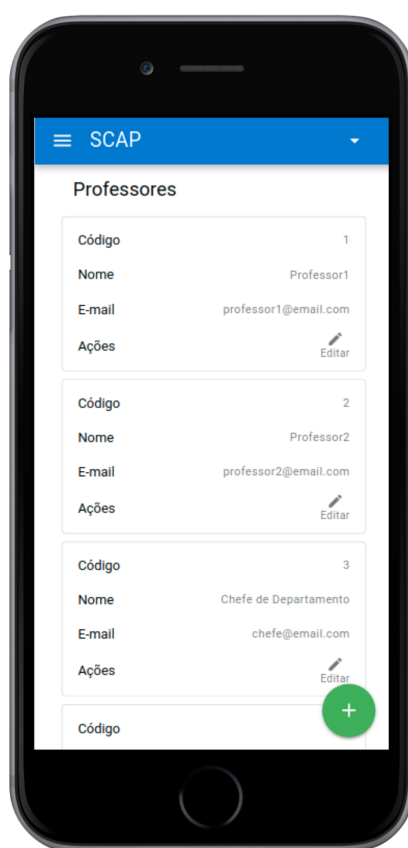 SCAP
Professores
Código 1
Nome Professor1
E-mail professor1@email.com
Ações Editar
Código 2
Nome Professor2
E-mail professor2@email.com
Ações Editar
Código 3
Nome Chefe de Departamento
E-mail chefe@email.com
Ações Editar
Código